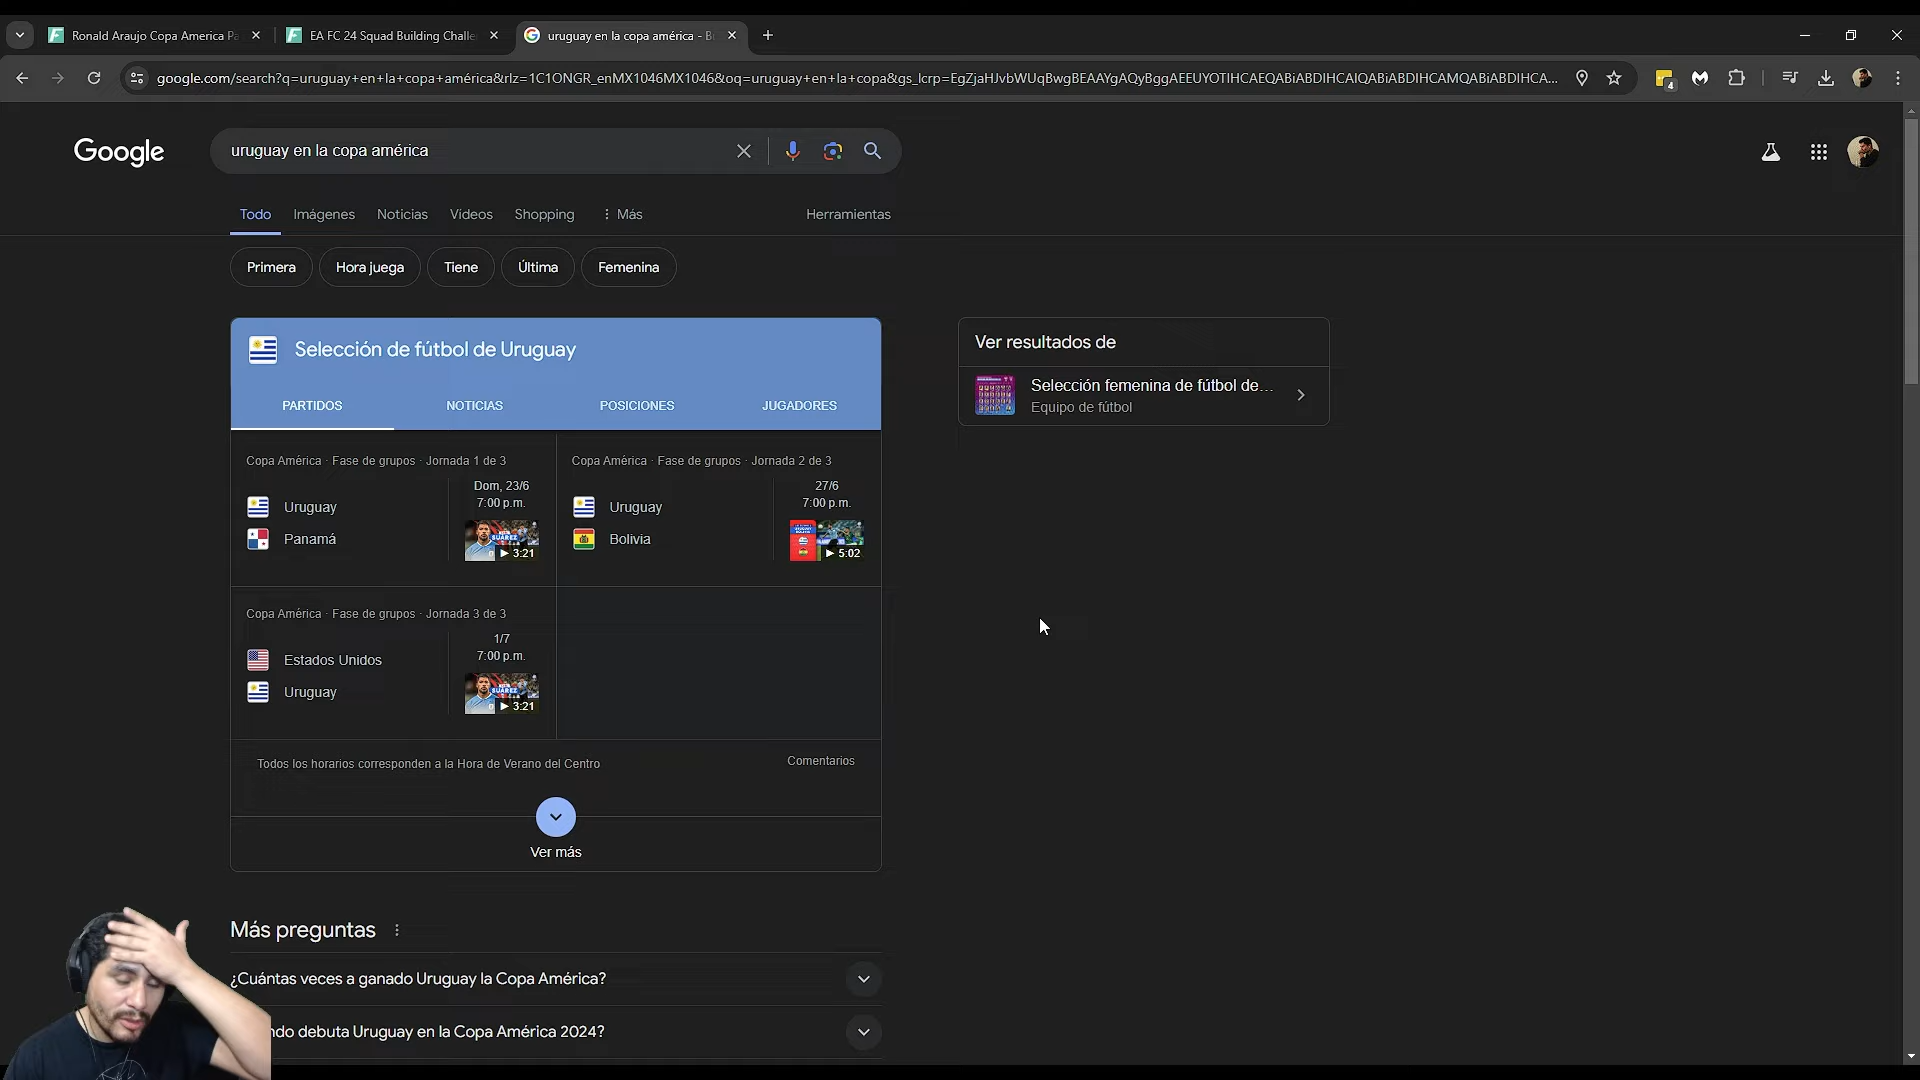 Ronald Araujo Copa America Pa
EA FC 24 Squad Building Challe
uruguay en la copa américa - B
google.com/search?q=uruguay+en+la+copa+américa&rlz=1C1ONGR_enMX1046MX1046&oq=uruguay+en+la+copa&gs_lcrp=EgZjaHJvbWUqBwgBEAAYgAQyBggAEEUYOTIHCAEQABiABDIHCAIQABiABDIHCAMQABiABDIHCA...
4
Google
uruguay en la copa américa
Todo
Imágenes
Noticias
Videos
Shopping
Más
Herramientas
Primera
Hora juega
Tiene
Última
Femenina
Selección de fútbol de Uruguay
PARTIDOS
NOTICIAS
POSICIONES
JUGADORES
Ver resultados de
Selección femenina de fútbol de...
Equipo de fútbol
Copa América · Fase de grupos · Jornada 1 de 3
Uruguay
Panamá
Dom, 23/6
7:00 p.m.
SUÁREZ
3:21
Copa América · Fase de grupos · Jornada 2 de 3
Uruguay
Bolivia
27/6
7:00 p.m.
5:02
Copa América · Fase de grupos · Jornada 3 de 3
Estados Unidos
Uruguay
1/7
7:00 p.m.
SUÁREZ
3:21
Todos los horarios corresponden a la Hora de Verano del Centro
Comentarios
Ver más
Más preguntas
¿Cuántas veces a ganado Uruguay la Copa América?
ndo debuta Uruguay en la Copa América 2024?